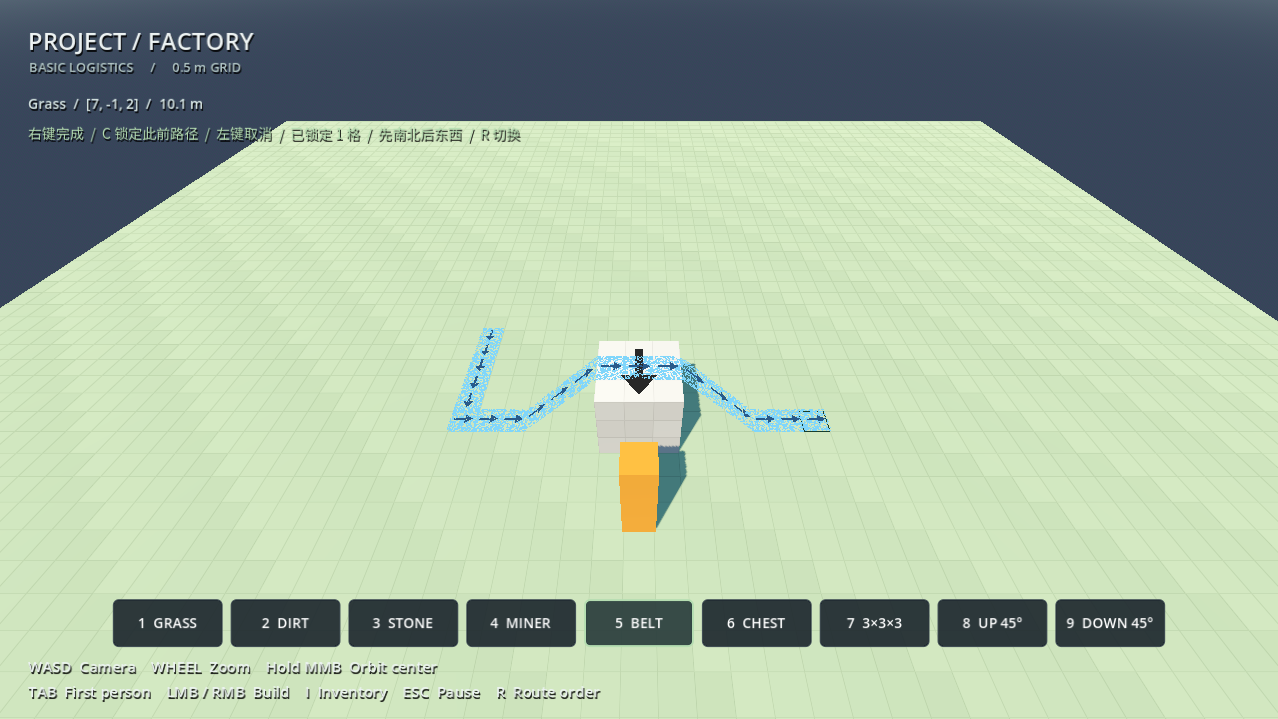 PROJECT / FACTORY
BASIC LOGISTICS / 0.5 m GRID
Grass / [7, -1, 2] / 10.1 m
右键完成 / C 锁定此前路径 / 左键取消 / 已锁定 1 格 / 先南北后东西 / R 切换
1 GRASS 2 DIRT 3 STONE 4 MINER 5 BELT 6 CHEST 7 3×3×3 8 UP 45° 9 DOWN 45°
WASD Camera WHEEL Zoom Hold MMB Orbit center
TAB First person LMB / RMB Build I Inventory ESC Pause R Route order